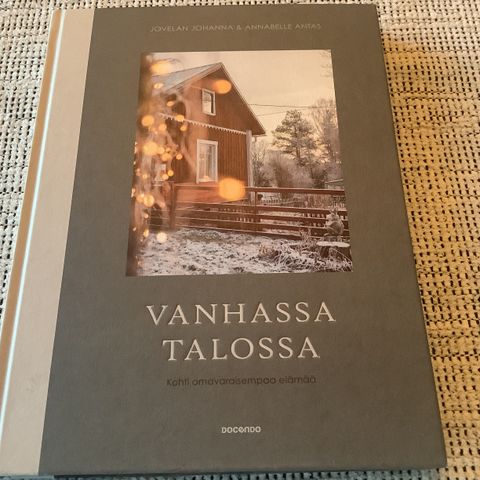 JOVELAN JOHANNA & ANNABELLE ANTAS
VANHASSA
TALOSSA
Kohti omavaraisempaa elämää
DOCENDO